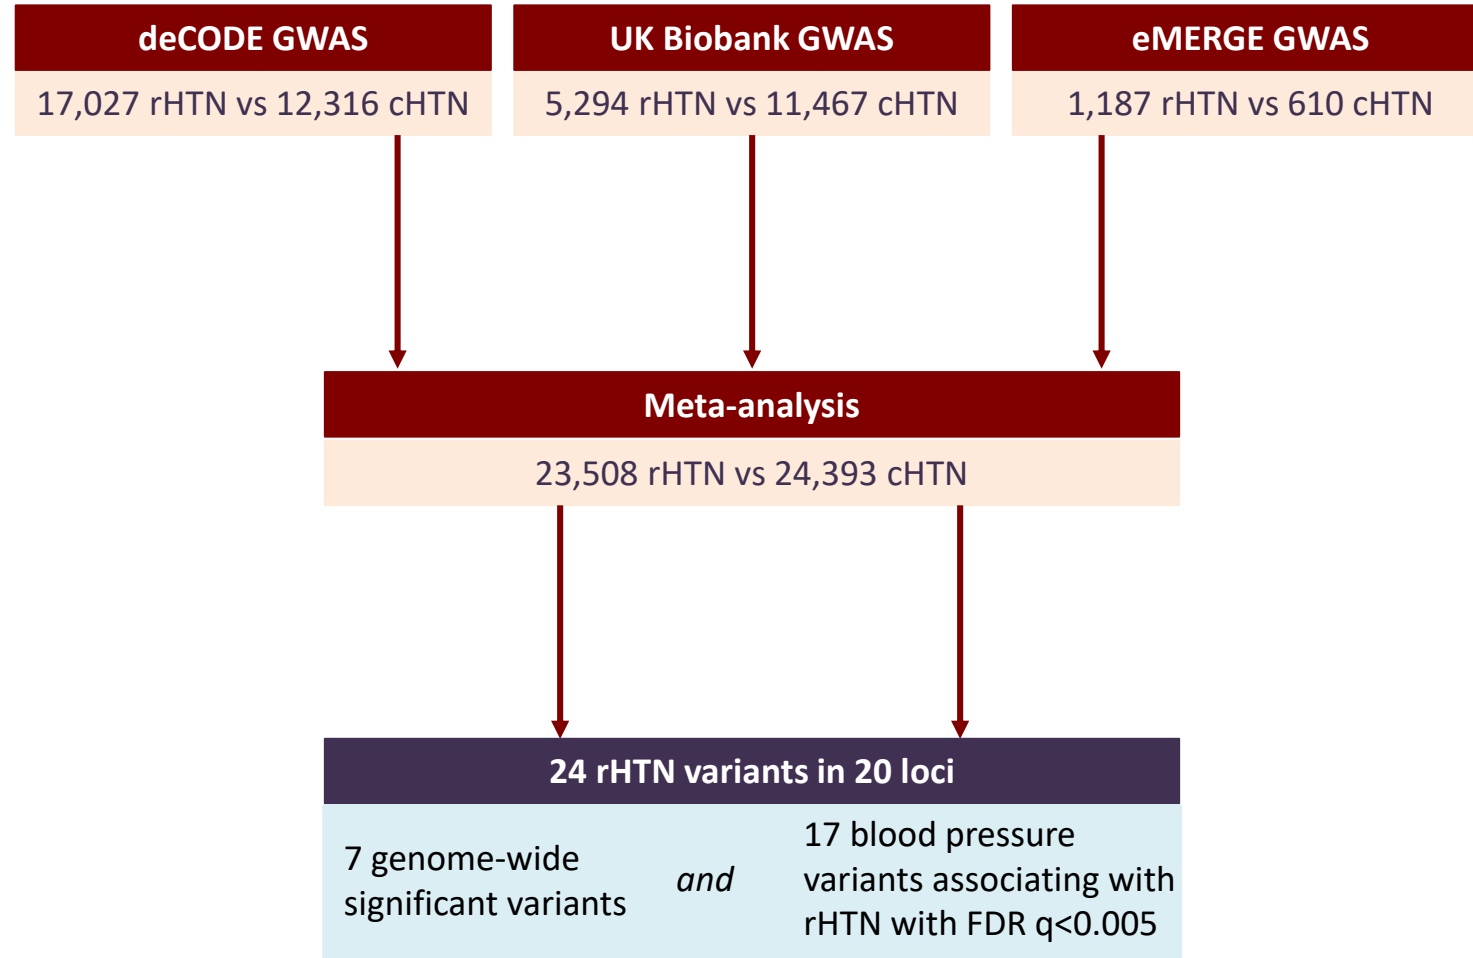 deCODE GWAS
17,027 rHTN vs 12,316 cHTN
UK Biobank GWAS
5,294 rHTN vs 11,467 cHTN
eMERGE GWAS
1,187 rHTN vs 610 cHTN
Meta-analysis
23,508 rHTN vs 24,393 cHTN
24 rHTN variants in 20 loci
7 genome-wide
significant variants
and
17 blood pressure
variants associating with
rHTN with FDR q<0.005